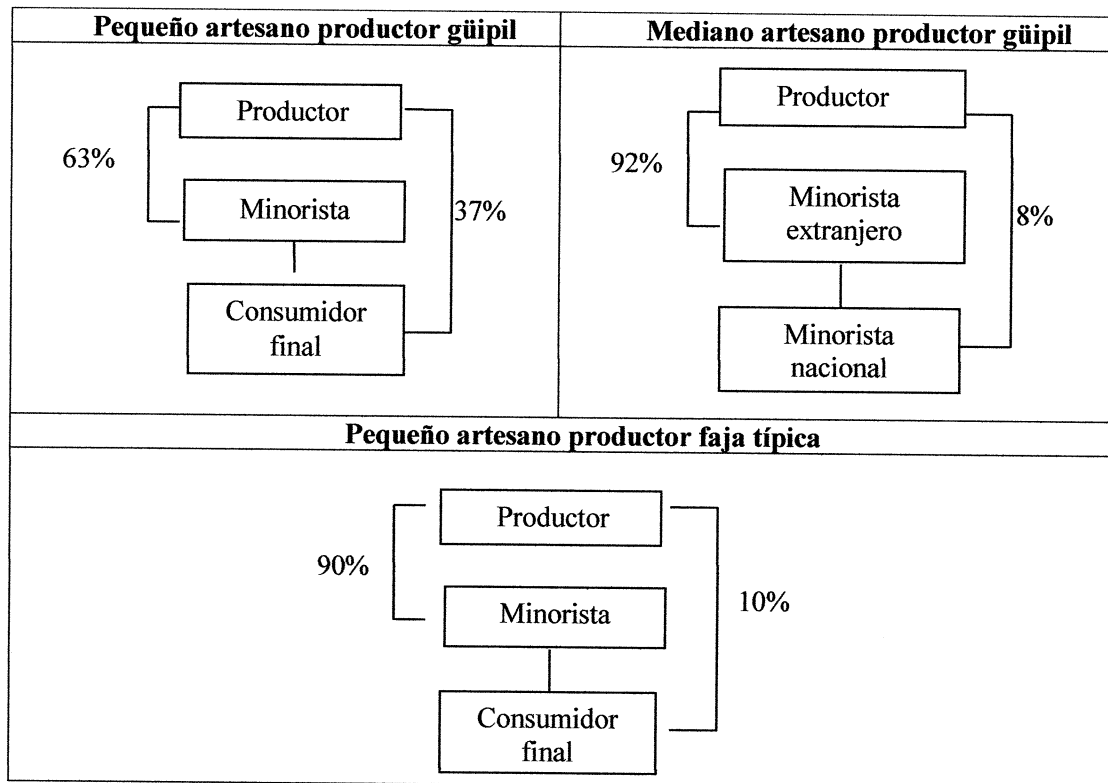 Pequeño artesano productor güipil
Productor
63%
Minorista
37%
Consumidor
final
Mediano artesano productor güipil
Productor
92%
Minorista
extranjero
8%
Minorista
nacional
Pequeño artesano productor faja típica
Productor
90%
Minorista
10%
Consumidor
final